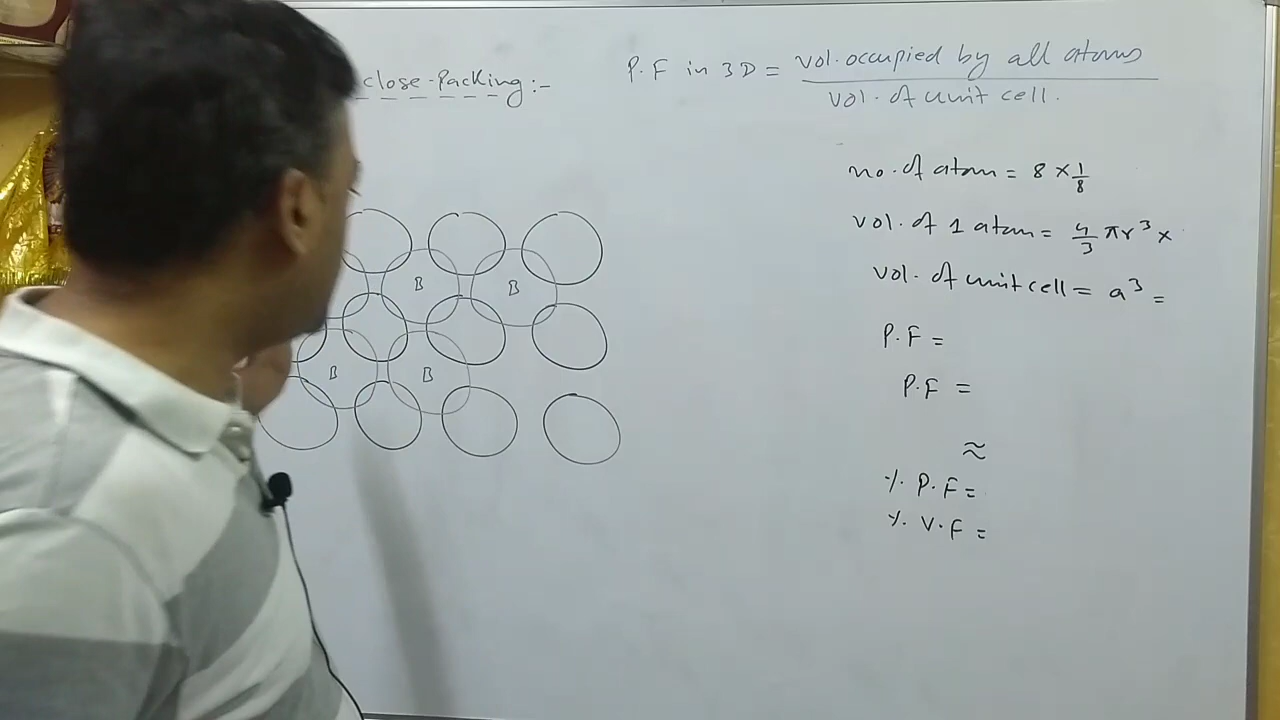 close-Packing:-
P.F in 3D = vol. occupied by all atoms
vol. of unit cell.
no. of atom = 8 × 1/8
vol. of 1 atom = 4/3 πr³ ×
vol. of unit cell = a³ =
P.F =
P.F =
≈
% P.F =
% V.F =
B B
B B